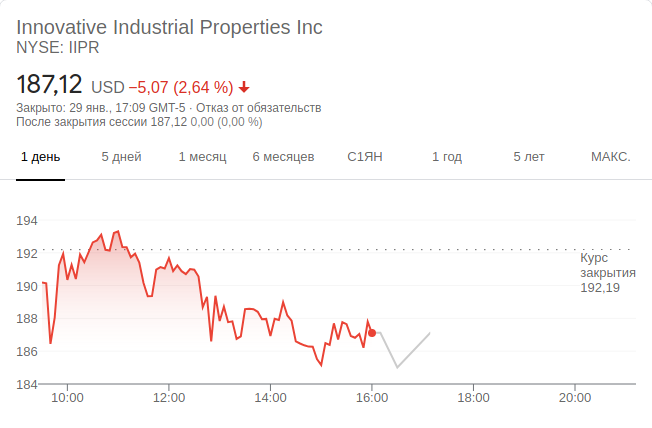 Innovative Industrial Properties Inc
NYSE: IIPR
187,12 USD −5,07 (2,64 %)
Закрыто: 29 янв., 17:09 GMT-5 · Отказ от обязательств
После закрытия сессии 187,12 0,00 (0,00 %)
1 день 5 дней 1 месяц 6 месяцев С1ЯН 1 год 5 лет МАКС.
194
192
190
188
186
184
Курс
закрытия
192,19
10:00 12:00 14:00 16:00 18:00 20:00